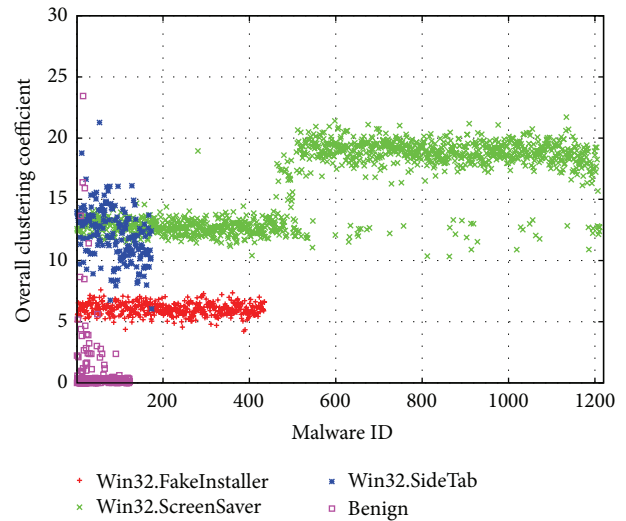 30
25
20
15
10
5
0
Overall clustering coefficient
200 400 600 800 1000 1200
Malware ID
Win32.FakeInstaller
Win32.SideTab
Win32.ScreenSaver
Benign